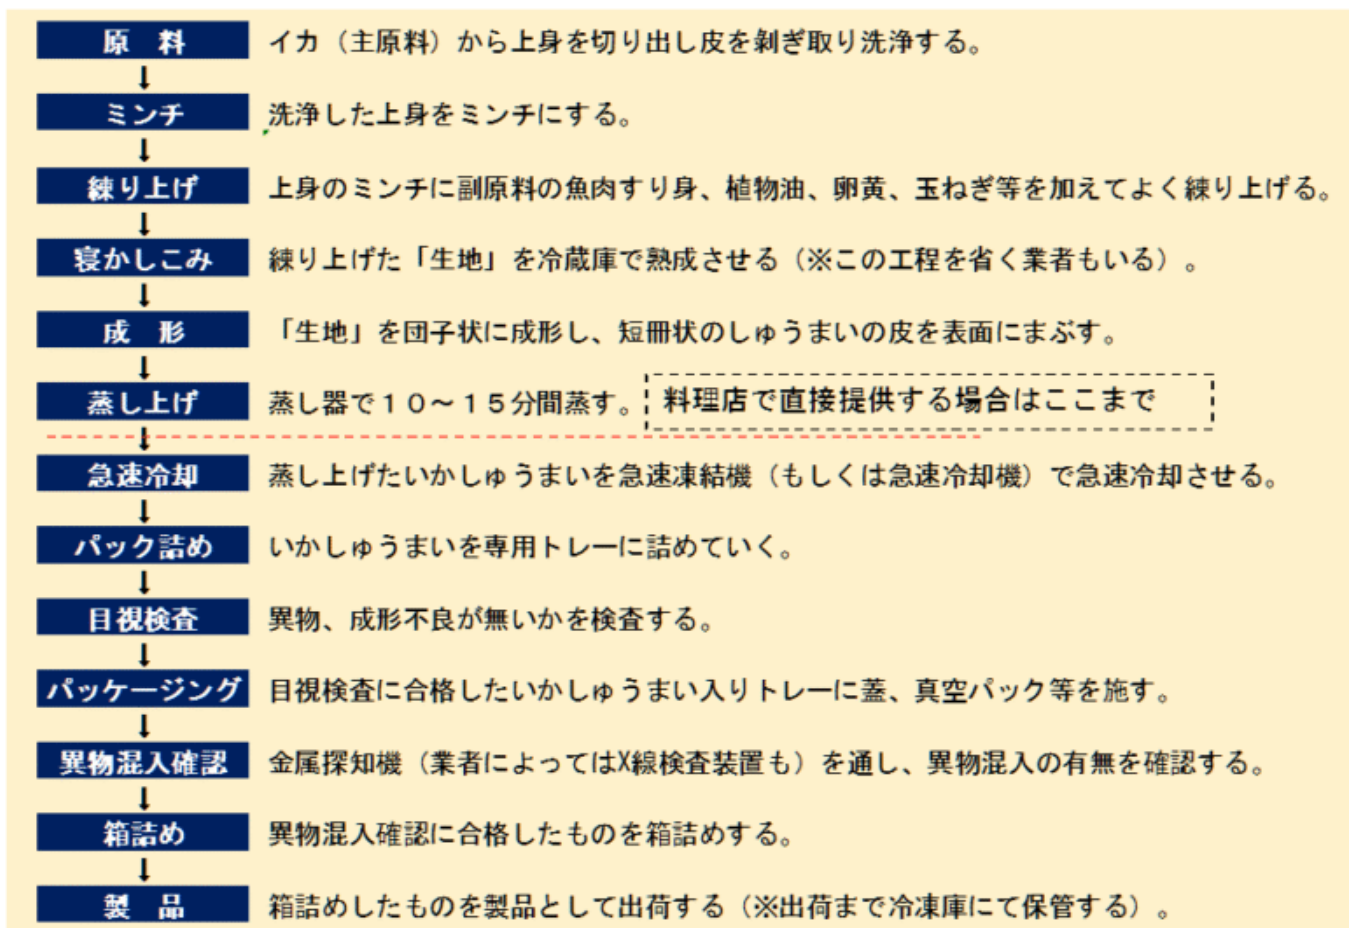 原　料　イカ（主原料）から上身を切り出し皮を剝ぎ取り洗浄する。
ミンチ　洗浄した上身をミンチにする。
練り上げ　上身のミンチに副原料の魚肉すり身、植物油、卵黄、玉ねぎ等を加えてよく練り上げる。
寝かしこみ　練り上げた「生地」を冷蔵庫で熟成させる（※この工程を省く業者もいる）。
成　形　「生地」を団子状に成形し、短冊状のしゅうまいの皮を表面にまぶす。
蒸し上げ　蒸し器で１０～１５分間蒸す。　料理店で直接提供する場合はここまで
急速冷却　蒸し上げたいかしゅうまいを急速凍結機（もしくは急速冷却機）で急速冷却させる。
パック詰め　いかしゅうまいを専用トレーに詰めていく。
目視検査　異物、成形不良が無いかを検査する。
パッケージング　目視検査に合格したいかしゅうまい入りトレーに蓋、真空パック等を施す。
異物混入確認　金属探知機（業者によってはX線検査装置も）を通し、異物混入の有無を確認する。
箱詰め　異物混入確認に合格したものを箱詰めする。
製　品　箱詰めしたものを製品として出荷する（※出荷まで冷凍庫にて保管する）。